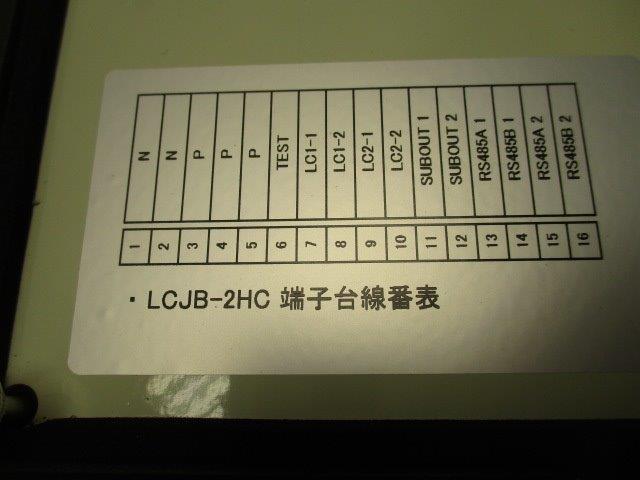 N N P P P TEST LC1-1 LC1-2 LC2-1 LC2-2 SUBOUT 1 SUBOUT 2 RS485A 1 RS485B 1 RS485A 2 RS485B 2
1 2 3 4 5 6 7 8 9 10 11 12 13 14 15 16
・LCJB-2HC 端子台線番表